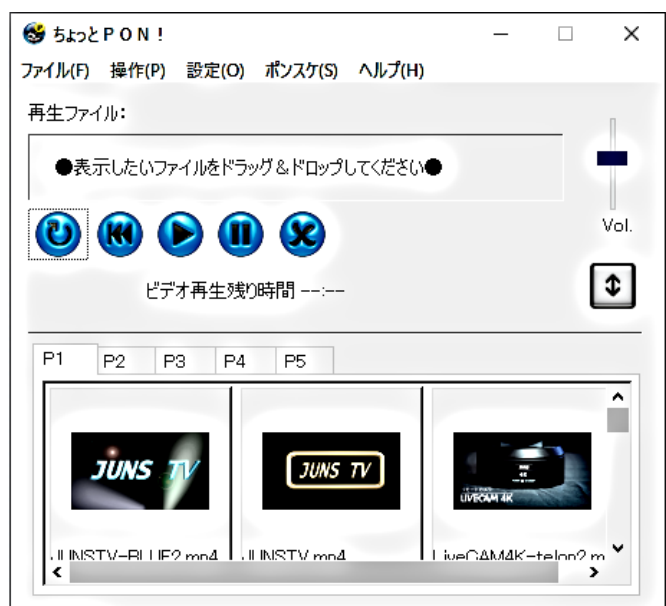 ちょっとPON!
ファイル(F) 操作(P) 設定(O) ポンスケ(S) ヘルプ(H)
再生ファイル:
●表示したいファイルをドラッグ&ドロップしてください●
Vol.
ビデオ再生残り時間 --:--
P1 P2 P3 P4 P5
JUNS TV JUNS TV LIVECAM 4K
JUNSTV-BLUE2.mp4 JUNSTV.mp4 LiveCAM4K-telop2.m